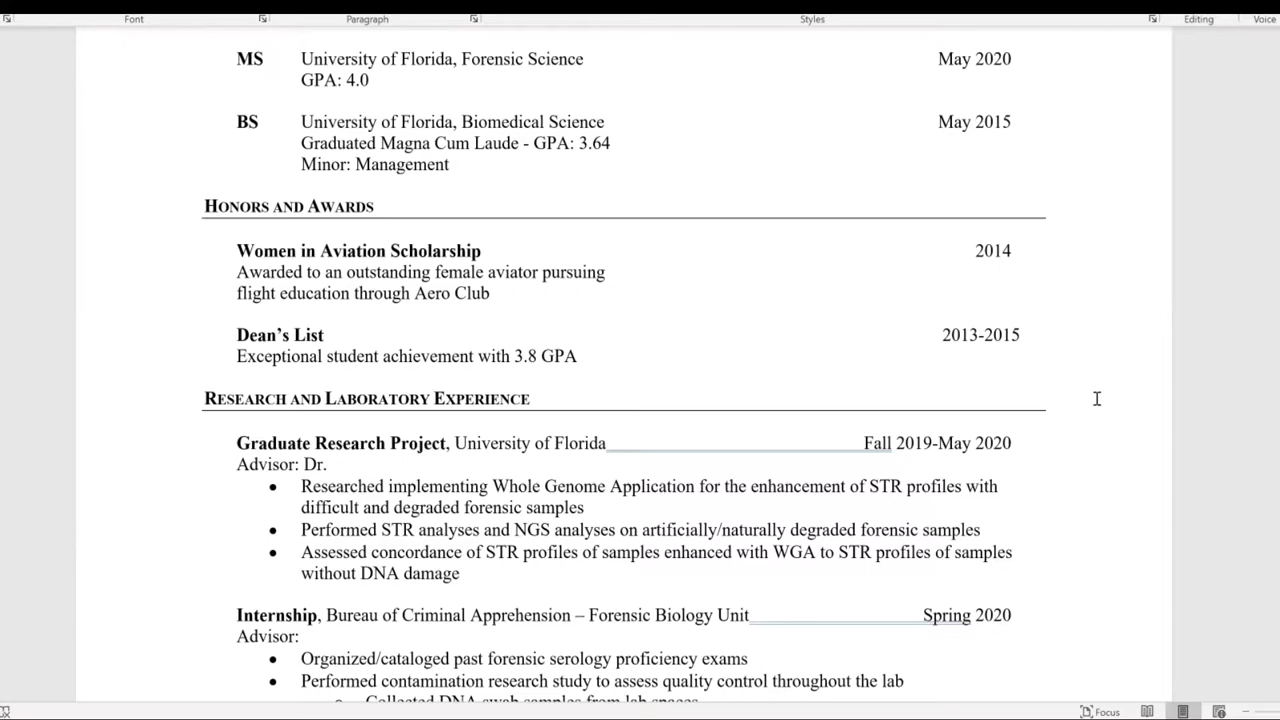 Font Paragraph Styles Editing Voice
MS University of Florida, Forensic Science May 2020
GPA: 4.0
BS University of Florida, Biomedical Science May 2015
Graduated Magna Cum Laude - GPA: 3.64
Minor: Management
HONORS AND AWARDS
Women in Aviation Scholarship 2014
Awarded to an outstanding female aviator pursuing
flight education through Aero Club
Dean’s List 2013-2015
Exceptional student achievement with 3.8 GPA
RESEARCH AND LABORATORY EXPERIENCE
Graduate Research Project, University of Florida Fall 2019-May 2020
Advisor: Dr.
• Researched implementing Whole Genome Application for the enhancement of STR profiles with
difficult and degraded forensic samples
• Performed STR analyses and NGS analyses on artificially/naturally degraded forensic samples
• Assessed concordance of STR profiles of samples enhanced with WGA to STR profiles of samples
without DNA damage
Internship, Bureau of Criminal Apprehension – Forensic Biology Unit Spring 2020
Advisor:
• Organized/cataloged past forensic serology proficiency exams
• Performed contamination research study to assess quality control throughout the lab
o Collected DNA swab samples from lab spaces
Focus